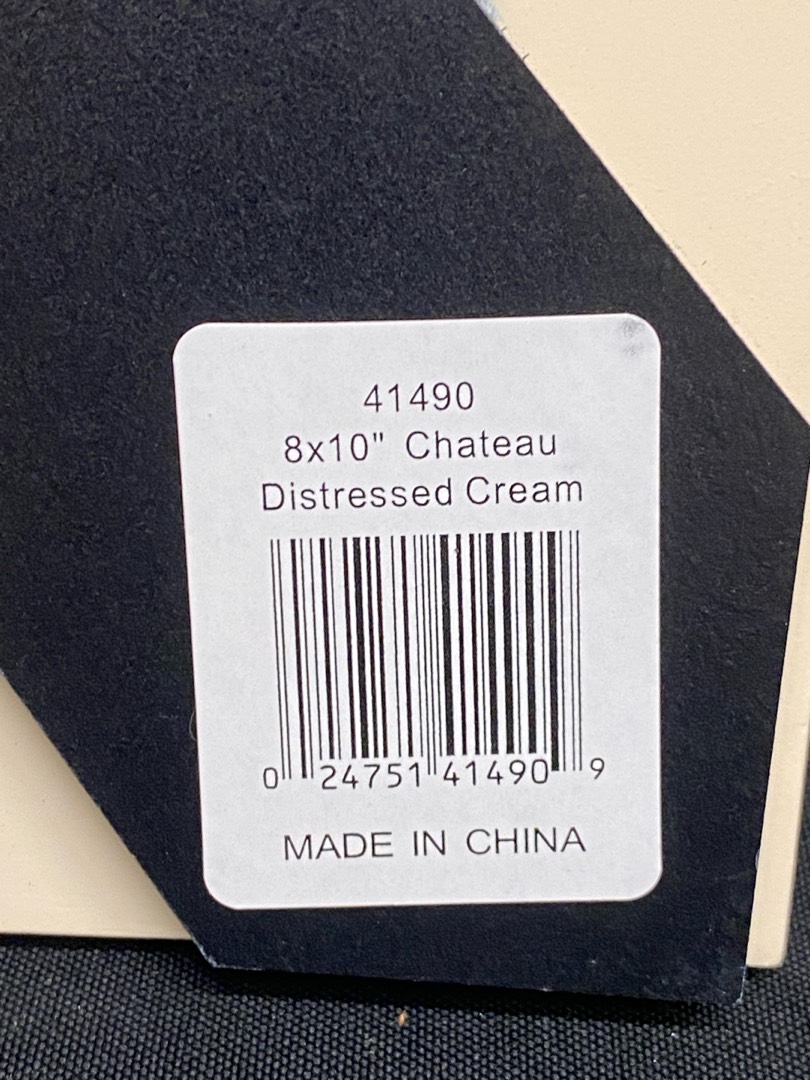 41490
8x10" Chateau
Distressed Cream
0 24751 41490 9
MADE IN CHINA